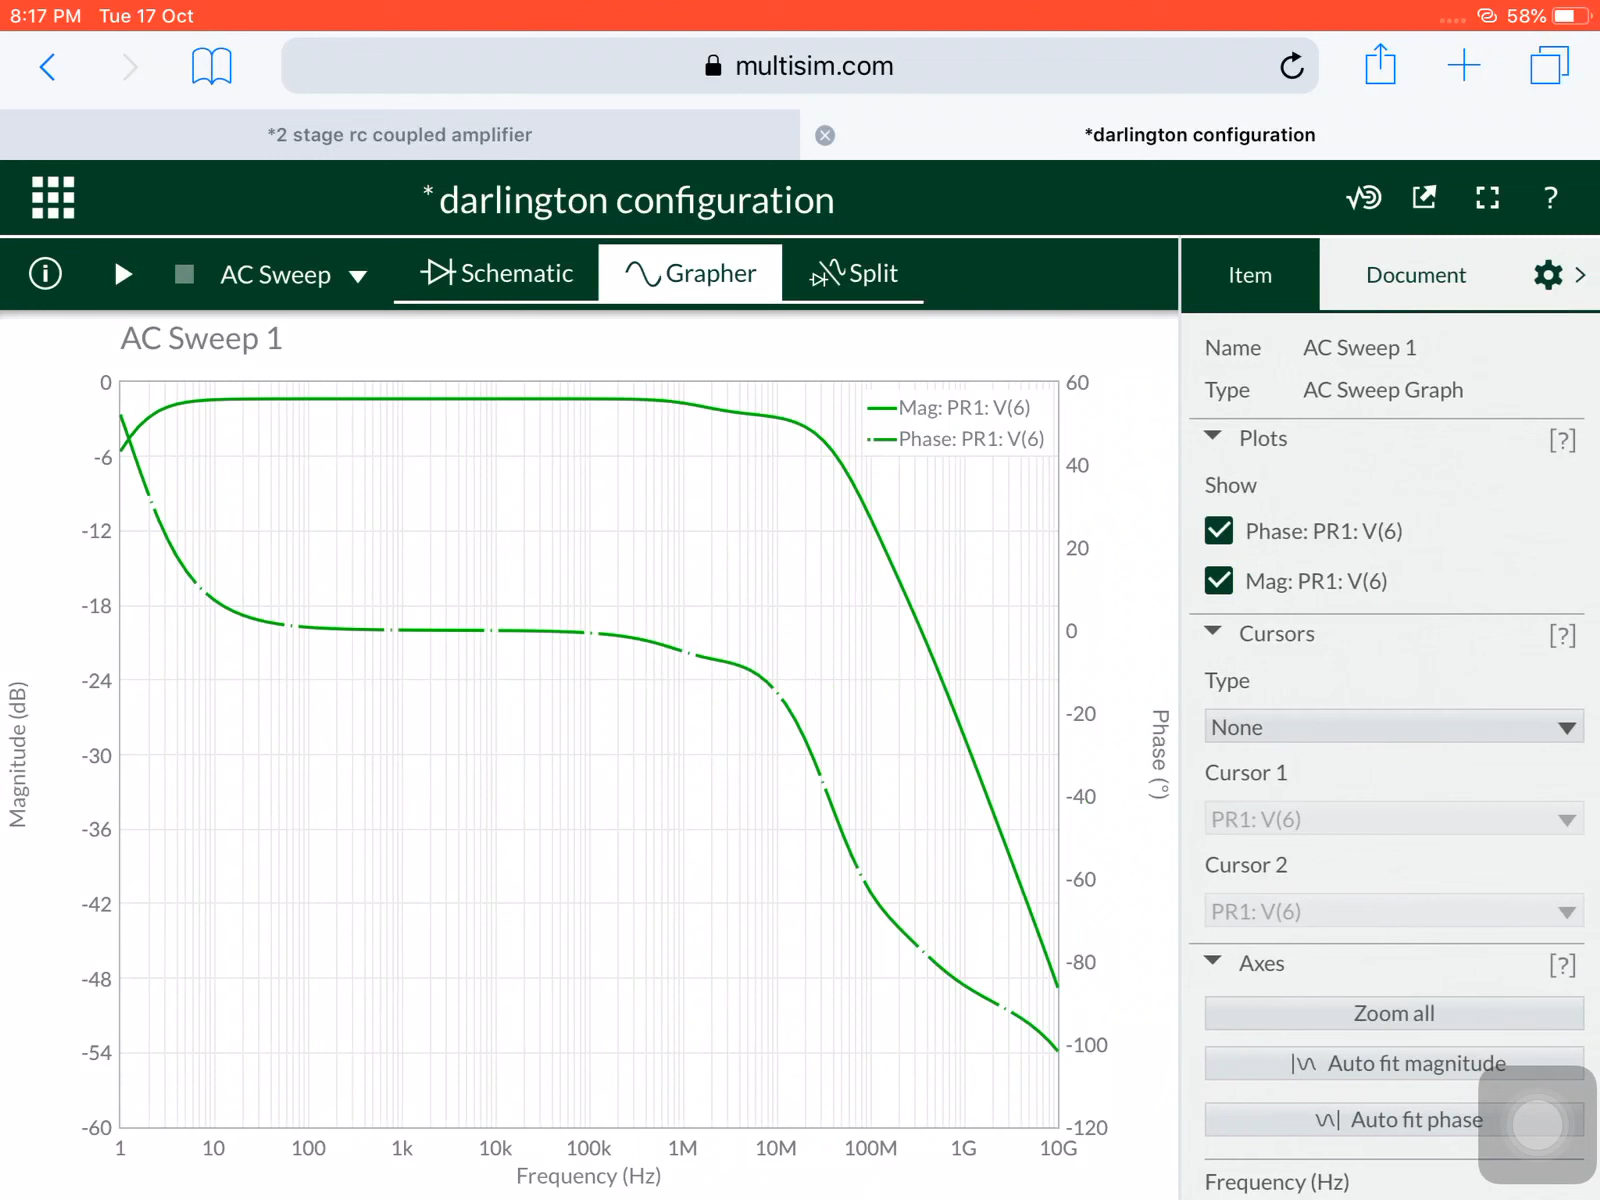 8:17 PM Tue 17 Oct
58%
multisim.com
*2 stage rc coupled amplifier
*darlington configuration
*darlington configuration
?
AC Sweep
Schematic
Grapher
Split
Item
Document
AC Sweep 1
Name AC Sweep 1
Type AC Sweep Graph
Plots [?]
Show
Phase: PR1: V(6)
Mag: PR1: V(6)
Cursors [?]
Type
None
Cursor 1
PR1: V(6)
Cursor 2
PR1: V(6)
Axes [?]
Zoom all
Auto fit magnitude
Auto fit phase
Frequency (Hz)
Mag: PR1: V(6)
Phase: PR1: V(6)
Magnitude (dB)
0
-6
-12
-18
-24
-30
-36
-42
-48
-54
-60
60
40
20
0
-20
-40
-60
-80
-100
-120
Phase (°)
1 10 100 1k 10k 100k 1M 10M 100M 1G 10G
Frequency (Hz)